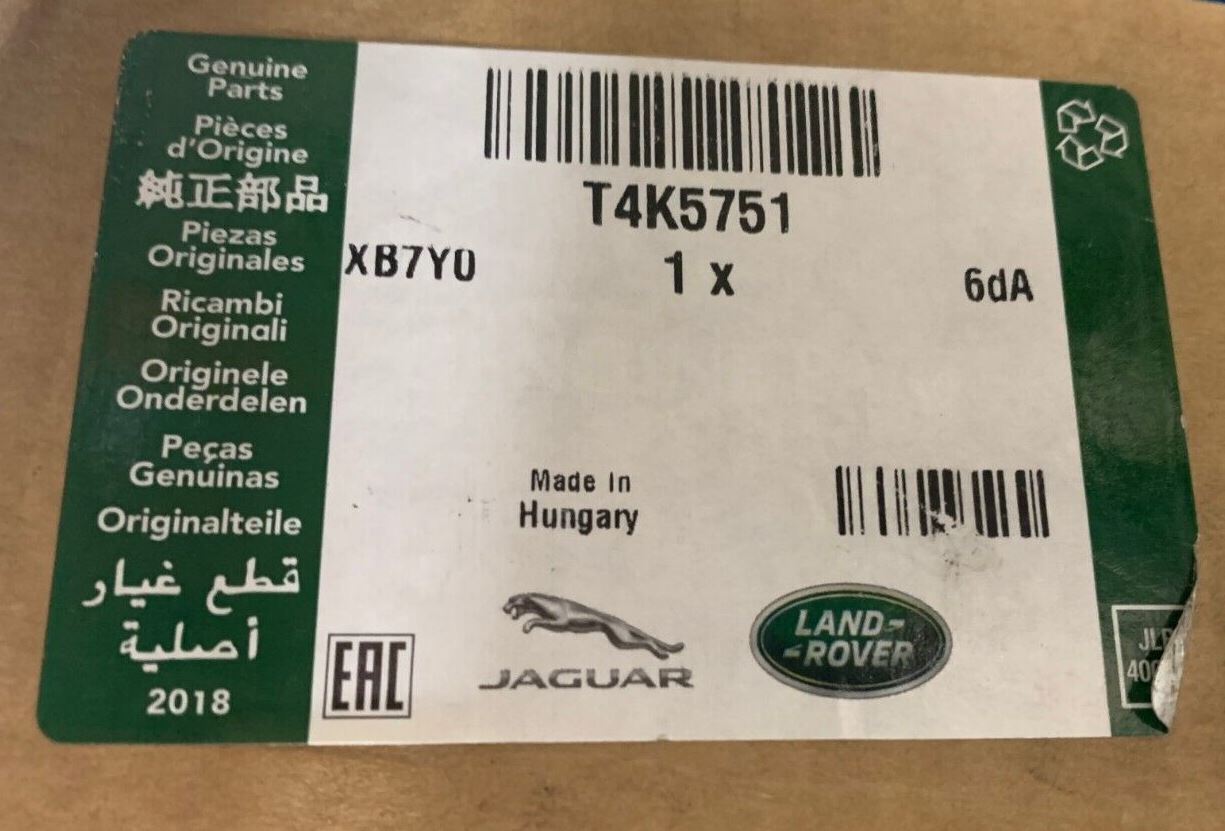 Genuine
Parts
Pièces
d'Origine
純正部品
Piezas
Originales
Ricambi
Originali
Originele
Onderdelen
Peças
Genuinas
Originalteile
قطع غيار
أصلية
2018
T4K5751
XB7Y0
1 x
6dA
Made In
Hungary
EAC
JAGUAR
LAND-
-ROVER